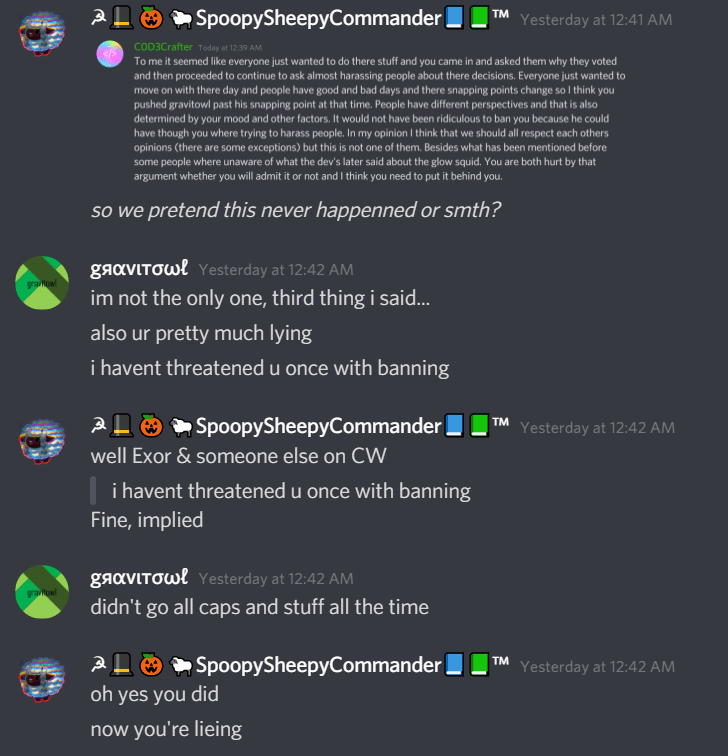 ☭🎩🎃🐑SpoopySheepyCommander📘📗™ Yesterday at 12:41 AM
C0D3Crafter Today at 12:39 AM
To me it seemed like everyone just wanted to do there stuff and you came in and asked them why they voted
and then proceeded to continue to ask almost harassing people about there decisions. Everyone just wanted to
move on with there day and people have good and bad days and there snapping points change so I think you
pushed gravitowl past his snapping point at that time. People have different perspectives and that is also
determined by your mood and other factors. It would not have been ridiculous to ban you because he could
have though you where trying to harass people. In my opinion I think that we should all respect each others
opinions (there are some exceptions) but this is not one of them. Besides what has been mentioned before
some people where unaware of what the dev's later said about the glow squid. You are both hurt by that
argument whether you will admit it or not and I think you need to put it behind you.
so we pretend this never happenned or smth?
gravitowl
gяανιтσωℓ Yesterday at 12:42 AM
im not the only one, third thing i said...
also ur pretty much lying
i havent threatened u once with banning
☭🎩🎃🐑SpoopySheepyCommander📘📗™ Yesterday at 12:42 AM
well Exor & someone else on CW
i havent threatened u once with banning
Fine, implied
gravitowl
gяανιтσωℓ Yesterday at 12:42 AM
didn't go all caps and stuff all the time
☭🎩🎃🐑SpoopySheepyCommander📘📗™ Yesterday at 12:42 AM
oh yes you did
now you're lieing